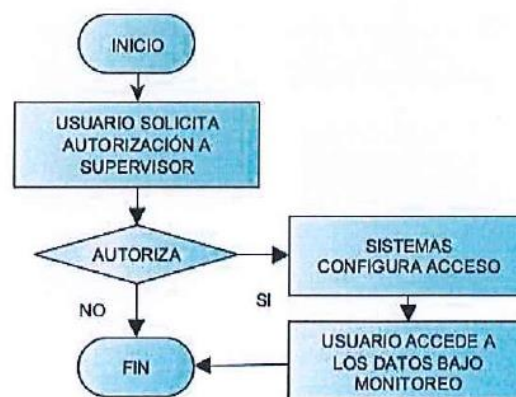 INICIO
USUARIO SOLICITA
AUTORIZACIÓN A
SUPERVISOR
AUTORIZA
SISTEMAS
CONFIGURA ACCESO
NO
SI
USUARIO ACCEDE A
LOS DATOS BAJO
MONITOREO
FIN